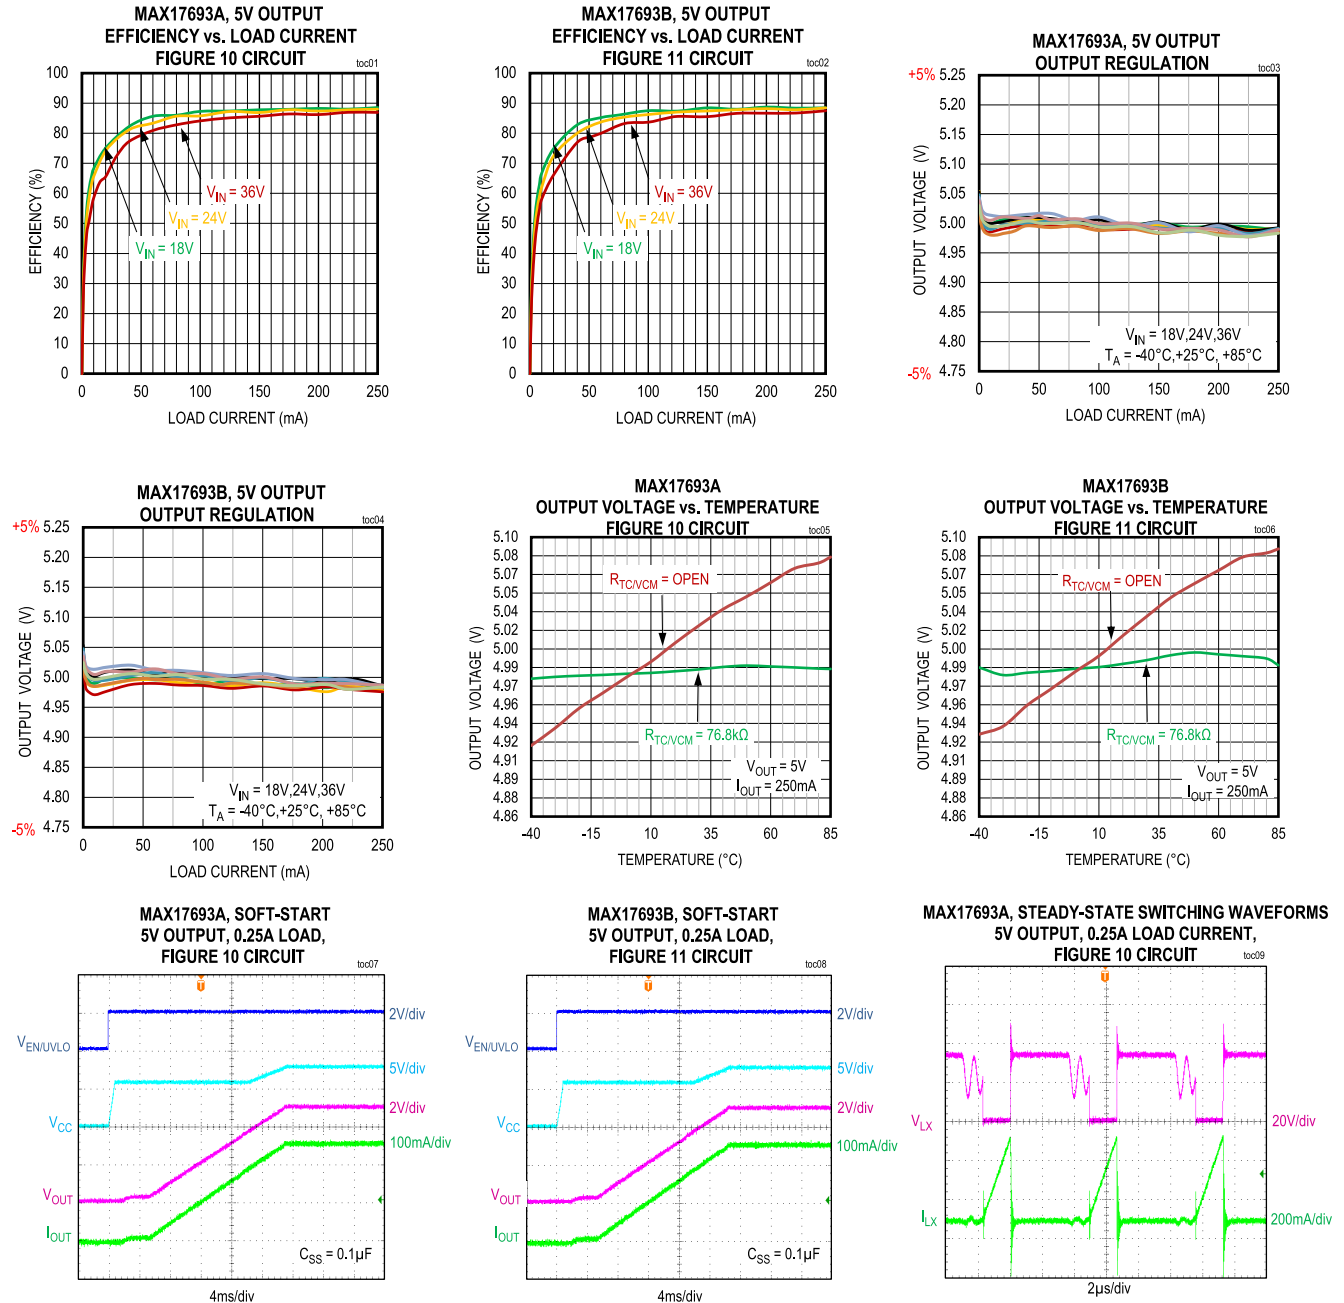 MAX17693A, 5V OUTPUT
EFFICIENCY vs. LOAD CURRENT
FIGURE 10 CIRCUIT
toc01
100
90
80
70
60
50
40
30
20
10
0
EFFICIENCY (%)
VIN = 36V
VIN = 24V
VIN = 18V
0 50 100 150 200 250
LOAD CURRENT (mA)
MAX17693B, 5V OUTPUT
EFFICIENCY vs. LOAD CURRENT
FIGURE 11 CIRCUIT
toc02
100
90
80
70
60
50
40
30
20
10
0
EFFICIENCY (%)
VIN = 36V
VIN = 24V
VIN = 18V
0 50 100 150 200 250
LOAD CURRENT (mA)
MAX17693A, 5V OUTPUT
OUTPUT REGULATION
toc03
+5% 5.25
5.20
5.15
5.10
5.05
5.00
4.95
4.90
4.85
4.80
-5% 4.75
OUTPUT VOLTAGE (V)
VIN = 18V,24V,36V
TA = -40°C,+25°C, +85°C
0 50 100 150 200 250
LOAD CURRENT (mA)
MAX17693B, 5V OUTPUT
OUTPUT REGULATION
toc04
+5% 5.25
5.20
5.15
5.10
5.05
5.00
4.95
4.90
4.85
4.80
-5% 4.75
OUTPUT VOLTAGE (V)
VIN = 18V,24V,36V
TA = -40°C,+25°C, +85°C
0 50 100 150 200 250
LOAD CURRENT (mA)
MAX17693A
OUTPUT VOLTAGE vs. TEMPERATURE
FIGURE 10 CIRCUIT
toc05
5.10
5.08
5.07
5.05
5.04
5.02
5.00
4.99
4.97
4.96
4.94
4.92
4.91
4.89
4.88
4.86
OUTPUT VOLTAGE (V)
RTC/VCM = OPEN
RTC/VCM = 76.8kΩ
VOUT = 5V
IOUT = 250mA
-40 -15 10 35 60 85
TEMPERATURE (°C)
MAX17693B
OUTPUT VOLTAGE vs. TEMPERATURE
FIGURE 11 CIRCUIT
toc06
5.10
5.08
5.07
5.05
5.04
5.02
5.00
4.99
4.97
4.96
4.94
4.92
4.91
4.89
4.88
4.86
OUTPUT VOLTAGE (V)
RTC/VCM = OPEN
RTC/VCM = 76.8kΩ
VOUT = 5V
IOUT = 250mA
-40 -15 10 35 60 85
TEMPERATURE (°C)
MAX17693A, SOFT-START
5V OUTPUT, 0.25A LOAD,
FIGURE 10 CIRCUIT
toc07
T
VEN/UVLO
2V/div
5V/div
VCC
2V/div
100mA/div
VOUT
IOUT
CSS = 0.1µF
4ms/div
MAX17693B, SOFT-START
5V OUTPUT, 0.25A LOAD,
FIGURE 11 CIRCUIT
toc08
T
VEN/UVLO
2V/div
5V/div
VCC
2V/div
100mA/div
VOUT
IOUT
CSS = 0.1µF
4ms/div
MAX17693A, STEADY-STATE SWITCHING WAVEFORMS
5V OUTPUT, 0.25A LOAD CURRENT,
FIGURE 10 CIRCUIT
toc09
T
VLX
20V/div
ILX
200mA/div
2µs/div